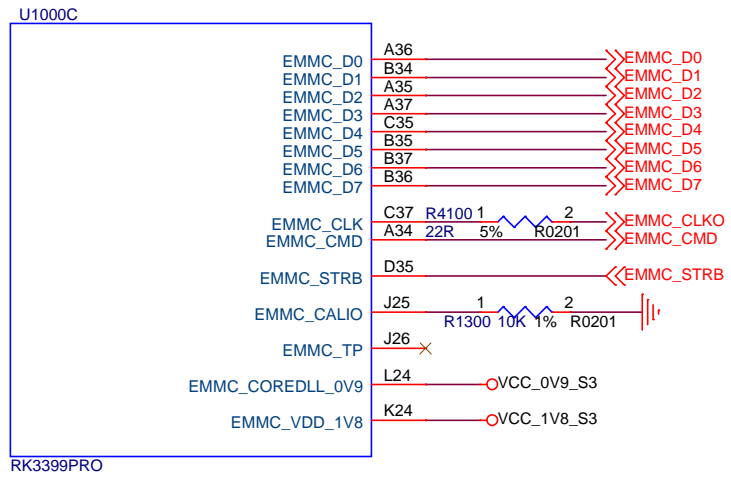 U1000C
EMMC_D0 A36 EMMC_D0
EMMC_D1 B34 EMMC_D1
EMMC_D2 A35 EMMC_D2
EMMC_D3 A37 EMMC_D3
EMMC_D4 C35 EMMC_D4
EMMC_D5 B35 EMMC_D5
EMMC_D6 B37 EMMC_D6
EMMC_D7 B36 EMMC_D7
EMMC_CLK C37 R4100 1 2 EMMC_CLKO
EMMC_CMD A34 22R 5% R0201 EMMC_CMD
EMMC_STRB D35 EMMC_STRB
EMMC_CALIO J25 1 2
R1300 10K 1% R0201
EMMC_TP J26
EMMC_COREDLL_0V9 L24 VCC_0V9_S3
EMMC_VDD_1V8 K24 VCC_1V8_S3
RK3399PRO